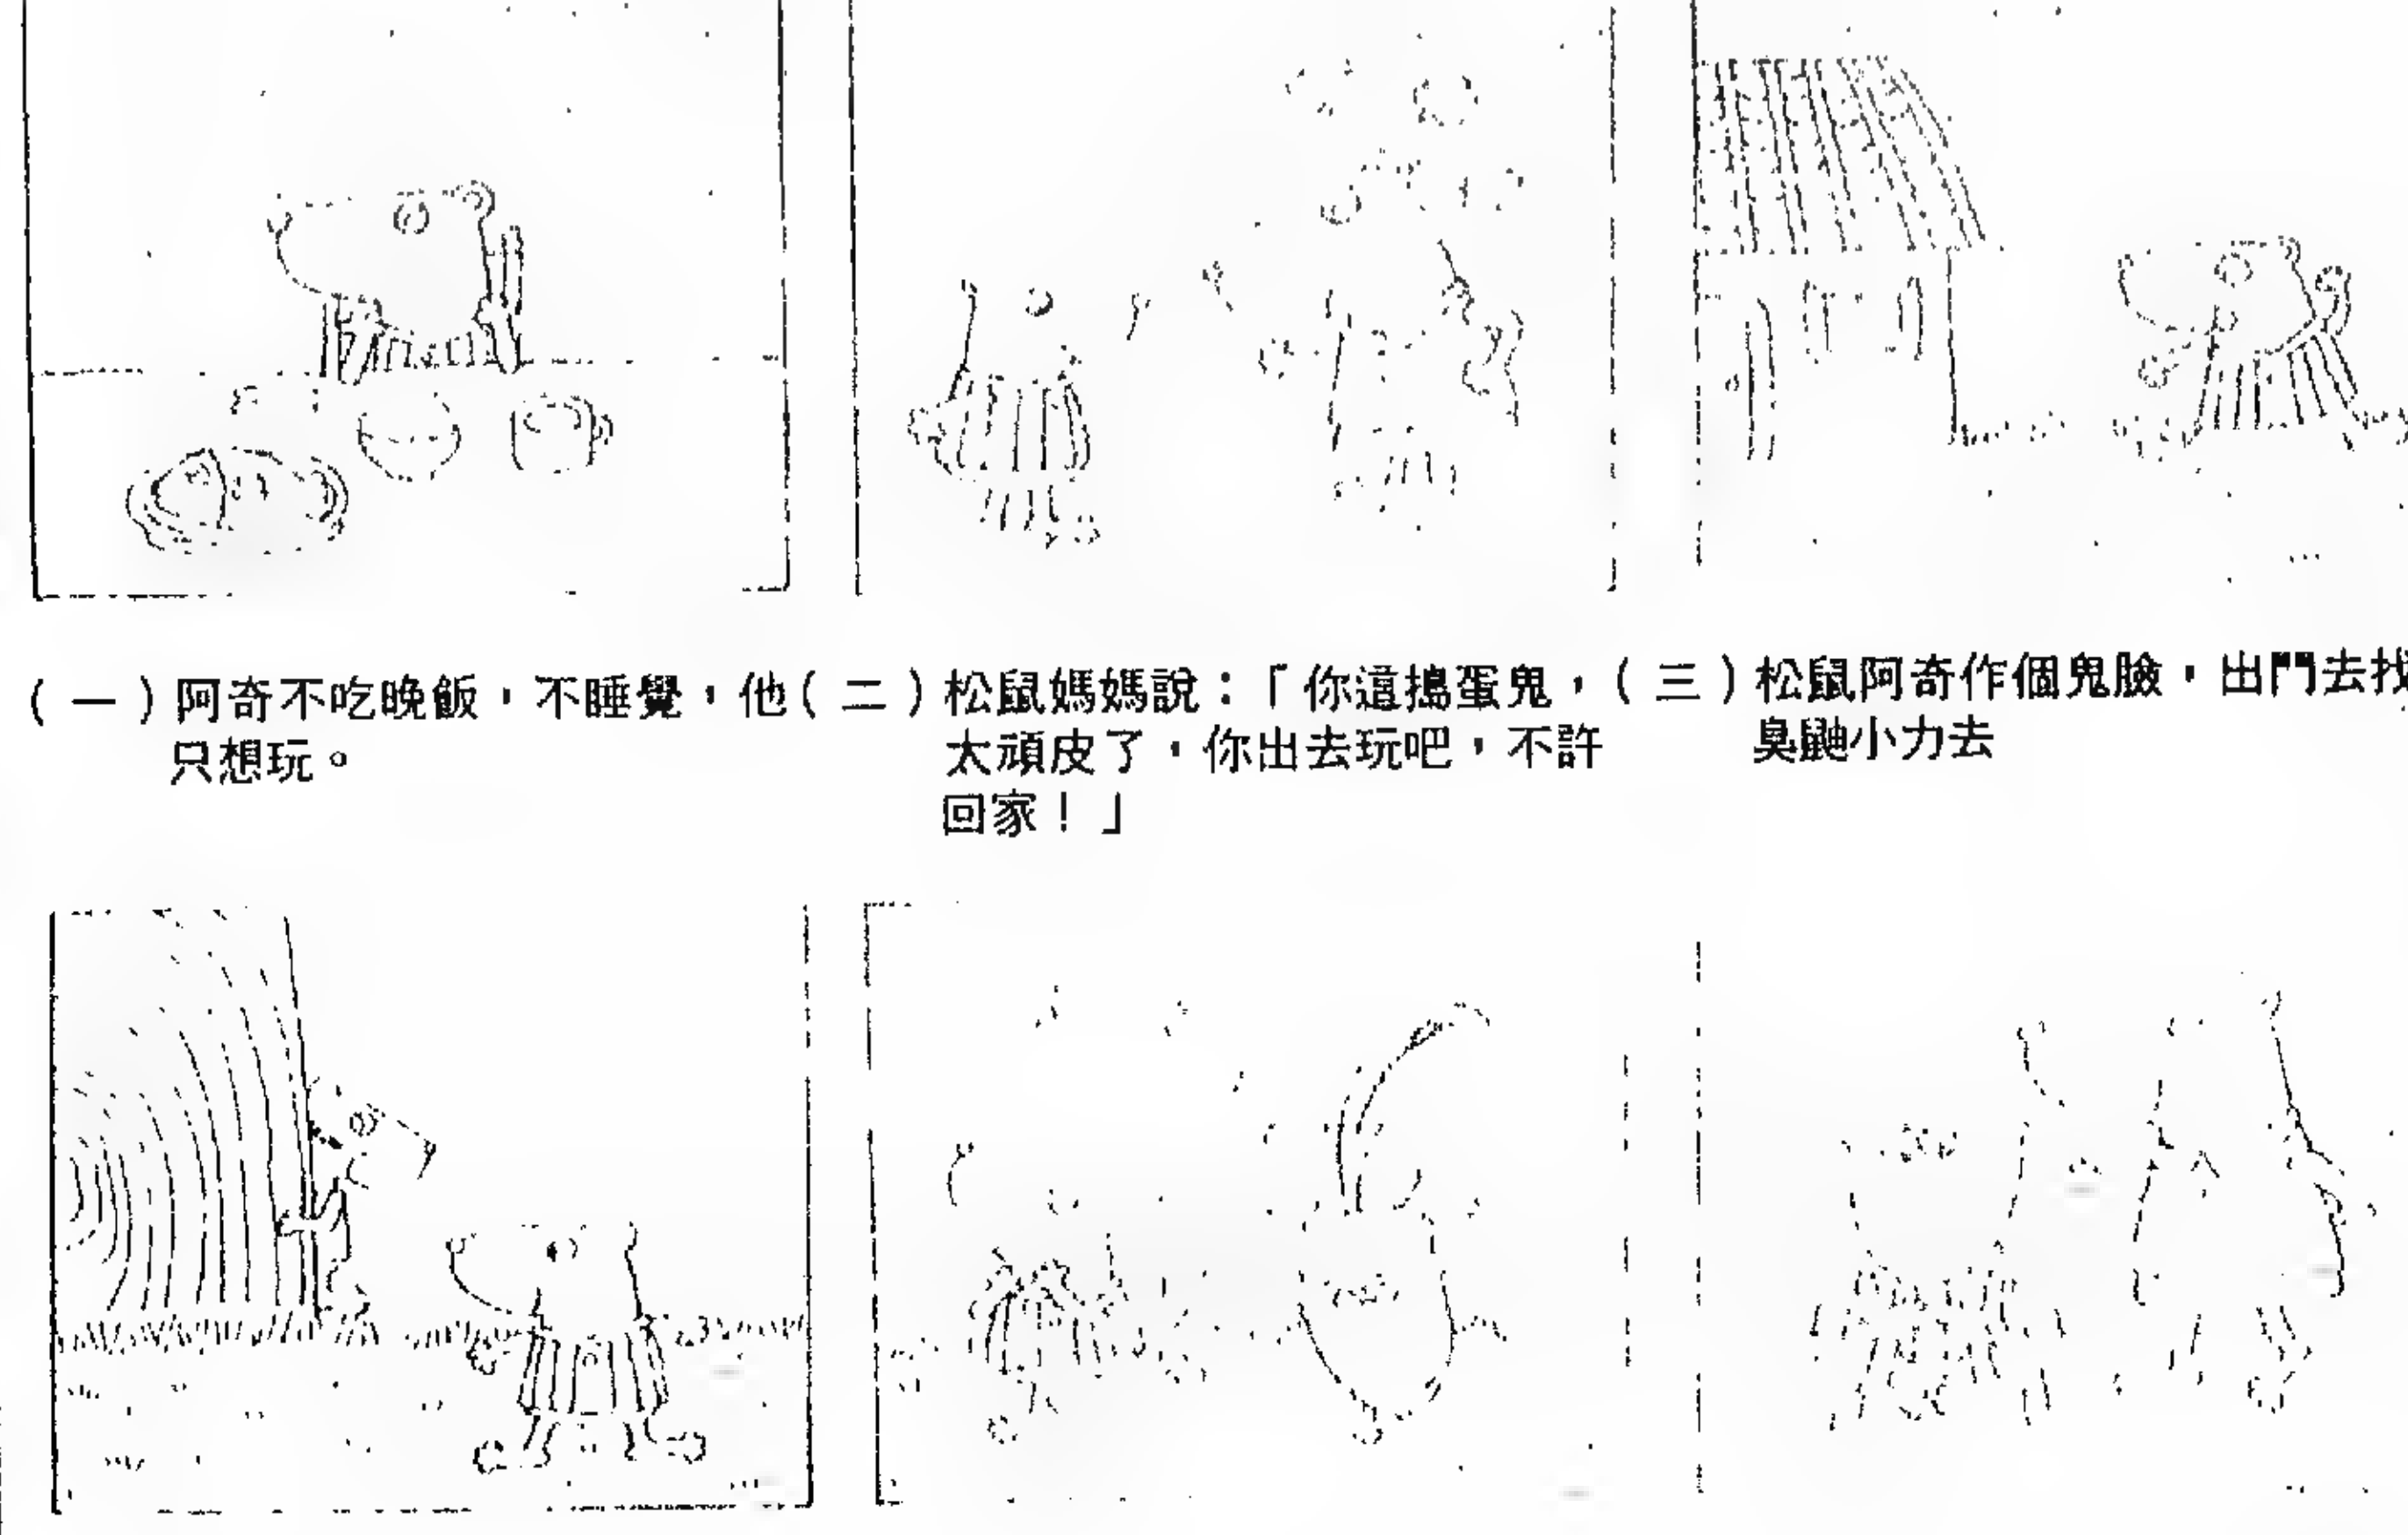 (一)阿奇不吃晚飯,不睡覺,他
只想玩。
(二)松鼠媽媽說:「你這搗蛋鬼,
太頑皮了,你出去玩吧,不許
回家!」
(三)松鼠阿奇作個鬼臉,出門去找
臭鼬小力去